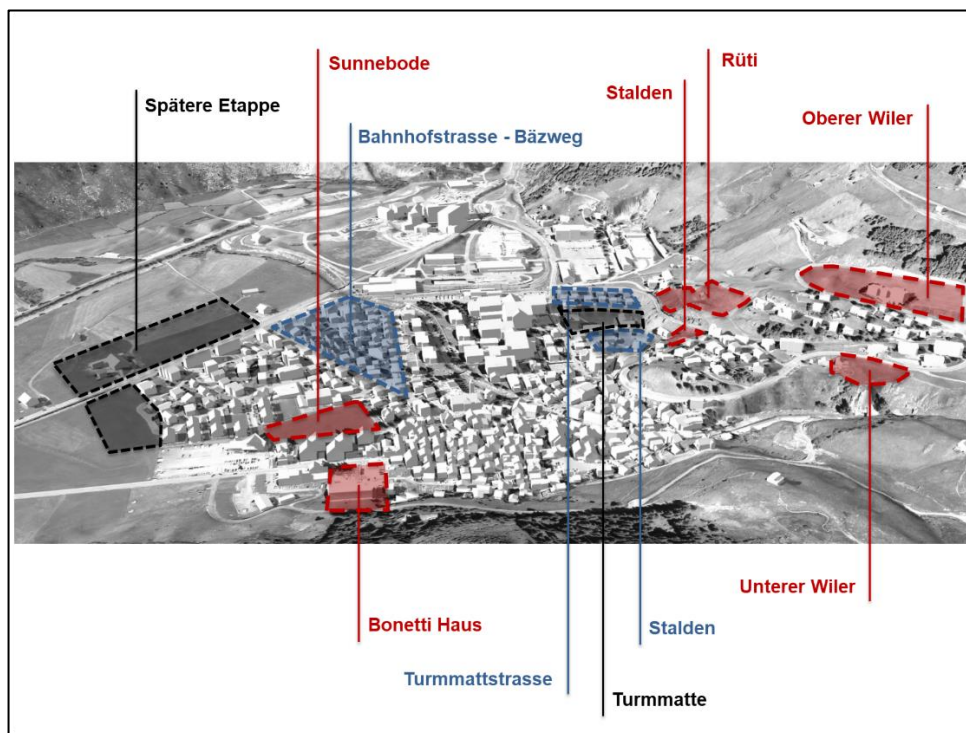 Sunnebode
Rüti
Stalden
Spätere Etappe
Oberer Wiler
Bahnhofstrasse - Bäzweg
Unterer Wiler
Bonetti Haus
Stalden
Turmmattstrasse
Turmmatte